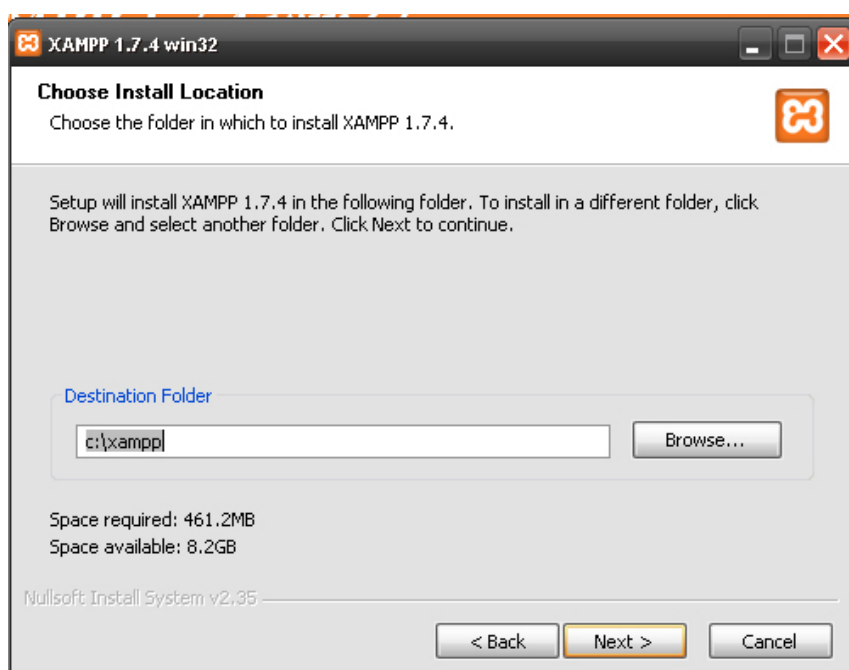 XAMPP 1.7.4 win32
Choose Install Location
Choose the folder in which to install XAMPP 1.7.4.
Setup will install XAMPP 1.7.4 in the following folder. To install in a different folder, click
Browse and select another folder. Click Next to continue.
Destination Folder
c:\xampp
Browse...
Space required: 461.2MB
Space available: 8.2GB
Nullsoft Install System v2.35
< Back
Next >
Cancel